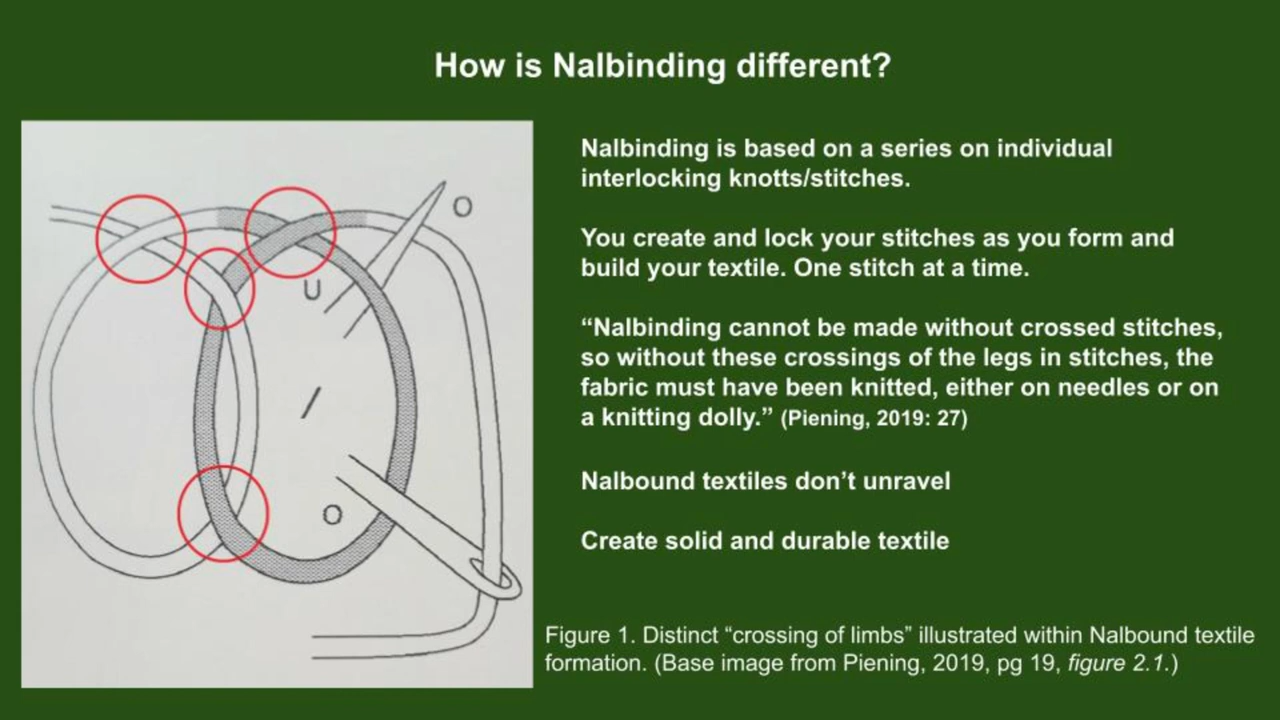 How is Nalbinding different?
O
U
/
O
Nalbinding is based on a series on individual
interlocking knotts/stitches.
You create and lock your stitches as you form and
build your textile. One stitch at a time.
“Nalbinding cannot be made without crossed stitches,
so without these crossings of the legs in stitches, the
fabric must have been knitted, either on needles or on
a knitting dolly.” (Piening, 2019: 27)
Nalbound textiles don’t unravel
Create solid and durable textile
Figure 1. Distinct “crossing of limbs” illustrated within Nalbound textile
formation. (Base image from Piening, 2019, pg 19, figure 2.1.)